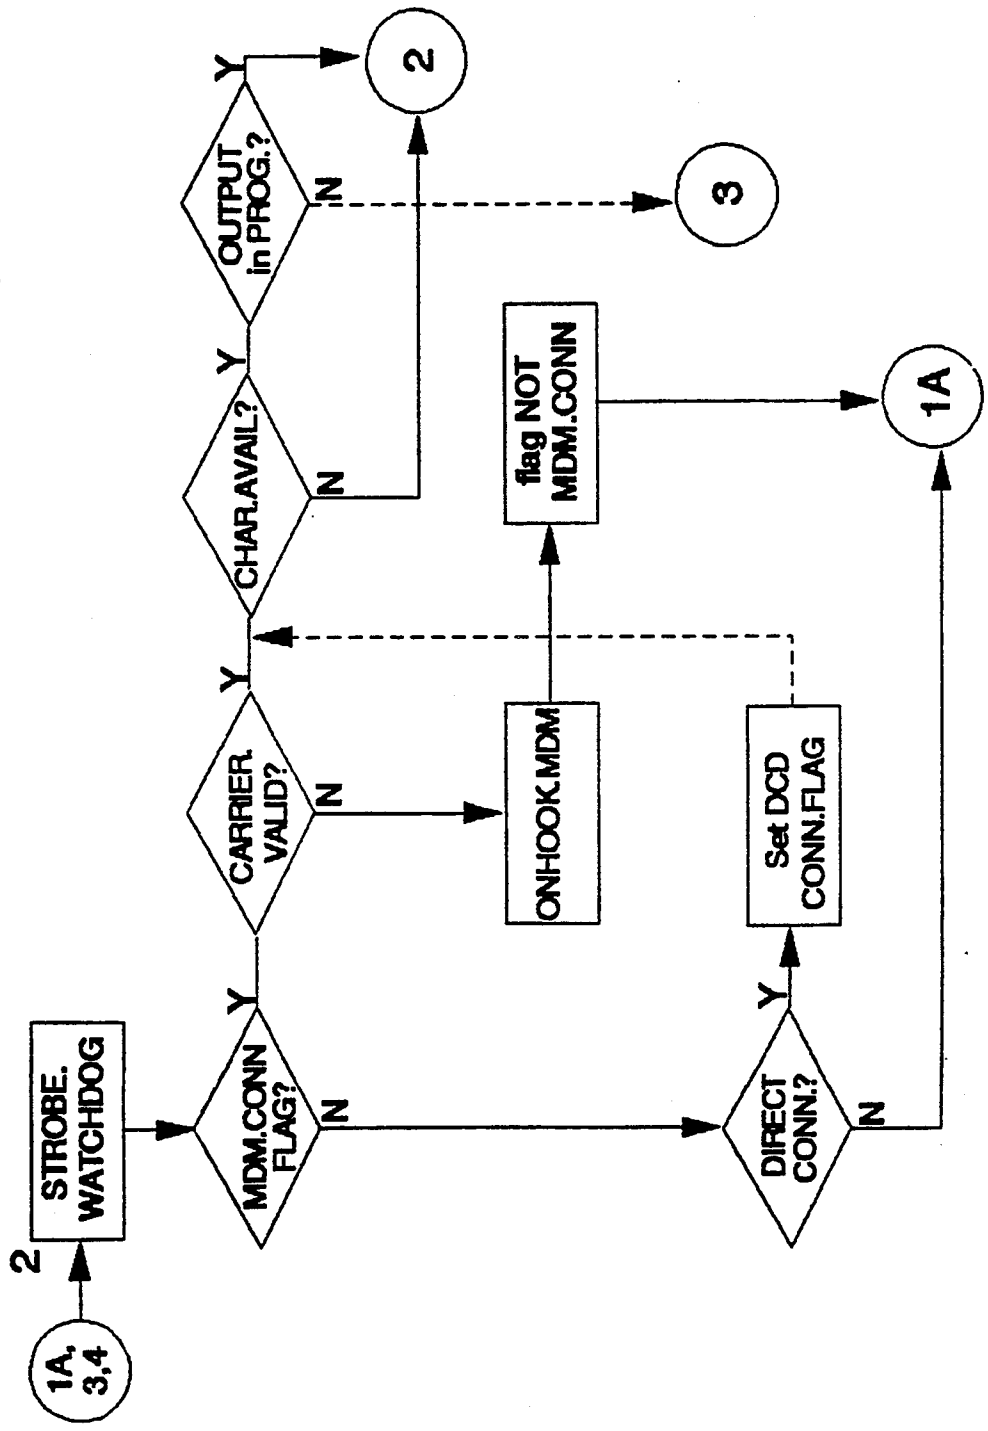 1A,
3,4
2
STROBE.
WATCHDOG
MDM.CONN
FLAG?
Y
N
CARRIER.
VALID?
Y
N
CHAR.AVAIL?
Y
N
OUTPUT
in PROG.?
Y
N
2
ONHOOK.MDM
flag NOT
MDM.CONN
3
DIRECT
CONN.?
Y
N
Set DCD
CONN.FLAG
1A